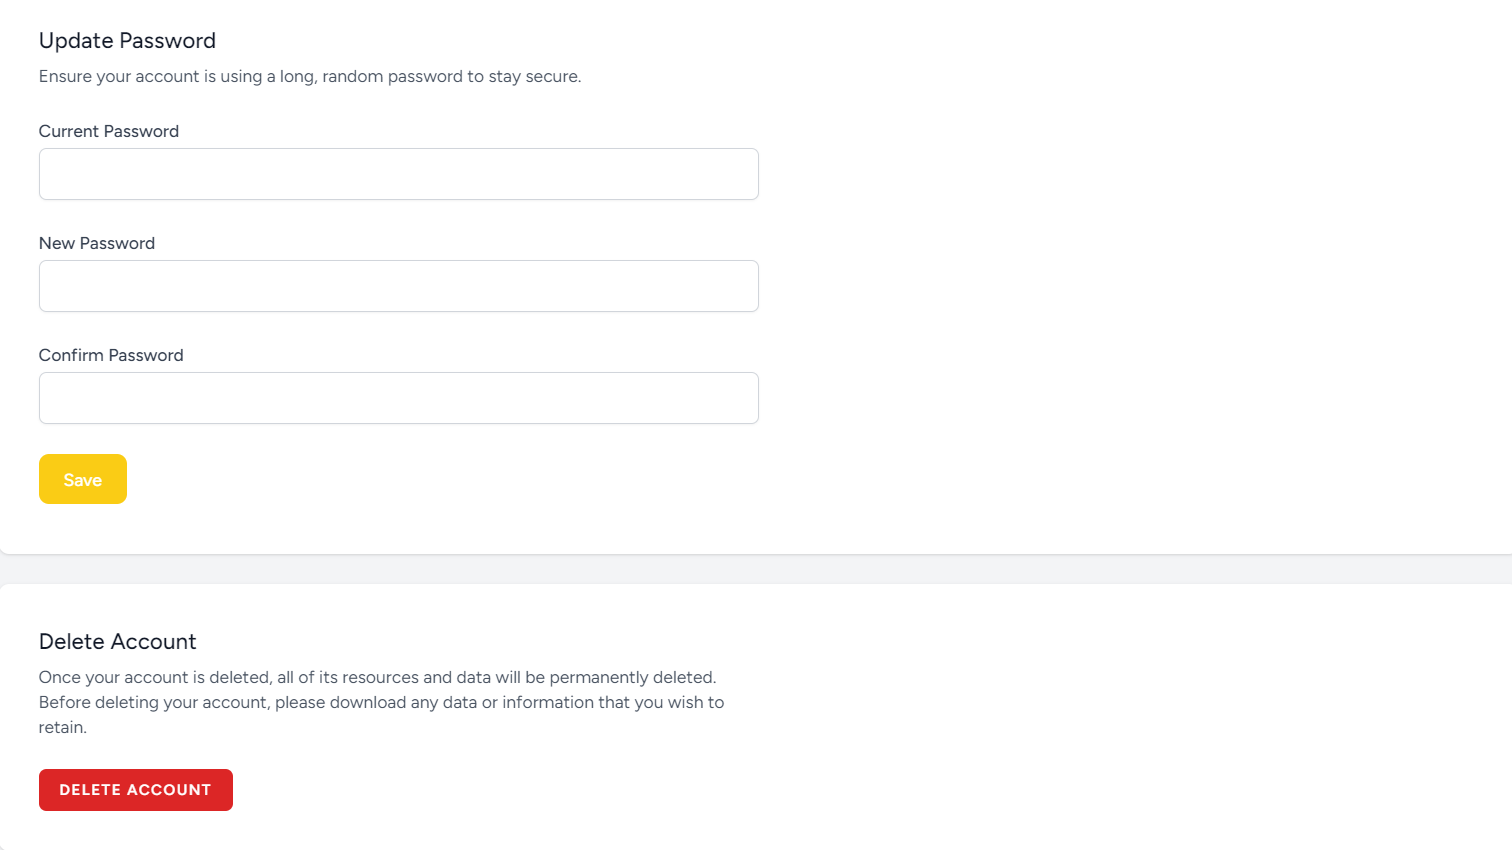 Update Password
Ensure your account is using a long, random password to stay secure.
Current Password
New Password
Confirm Password
Save
Delete Account
Once your account is deleted, all of its resources and data will be permanently deleted.
Before deleting your account, please download any data or information that you wish to
retain.
DELETE ACCOUNT